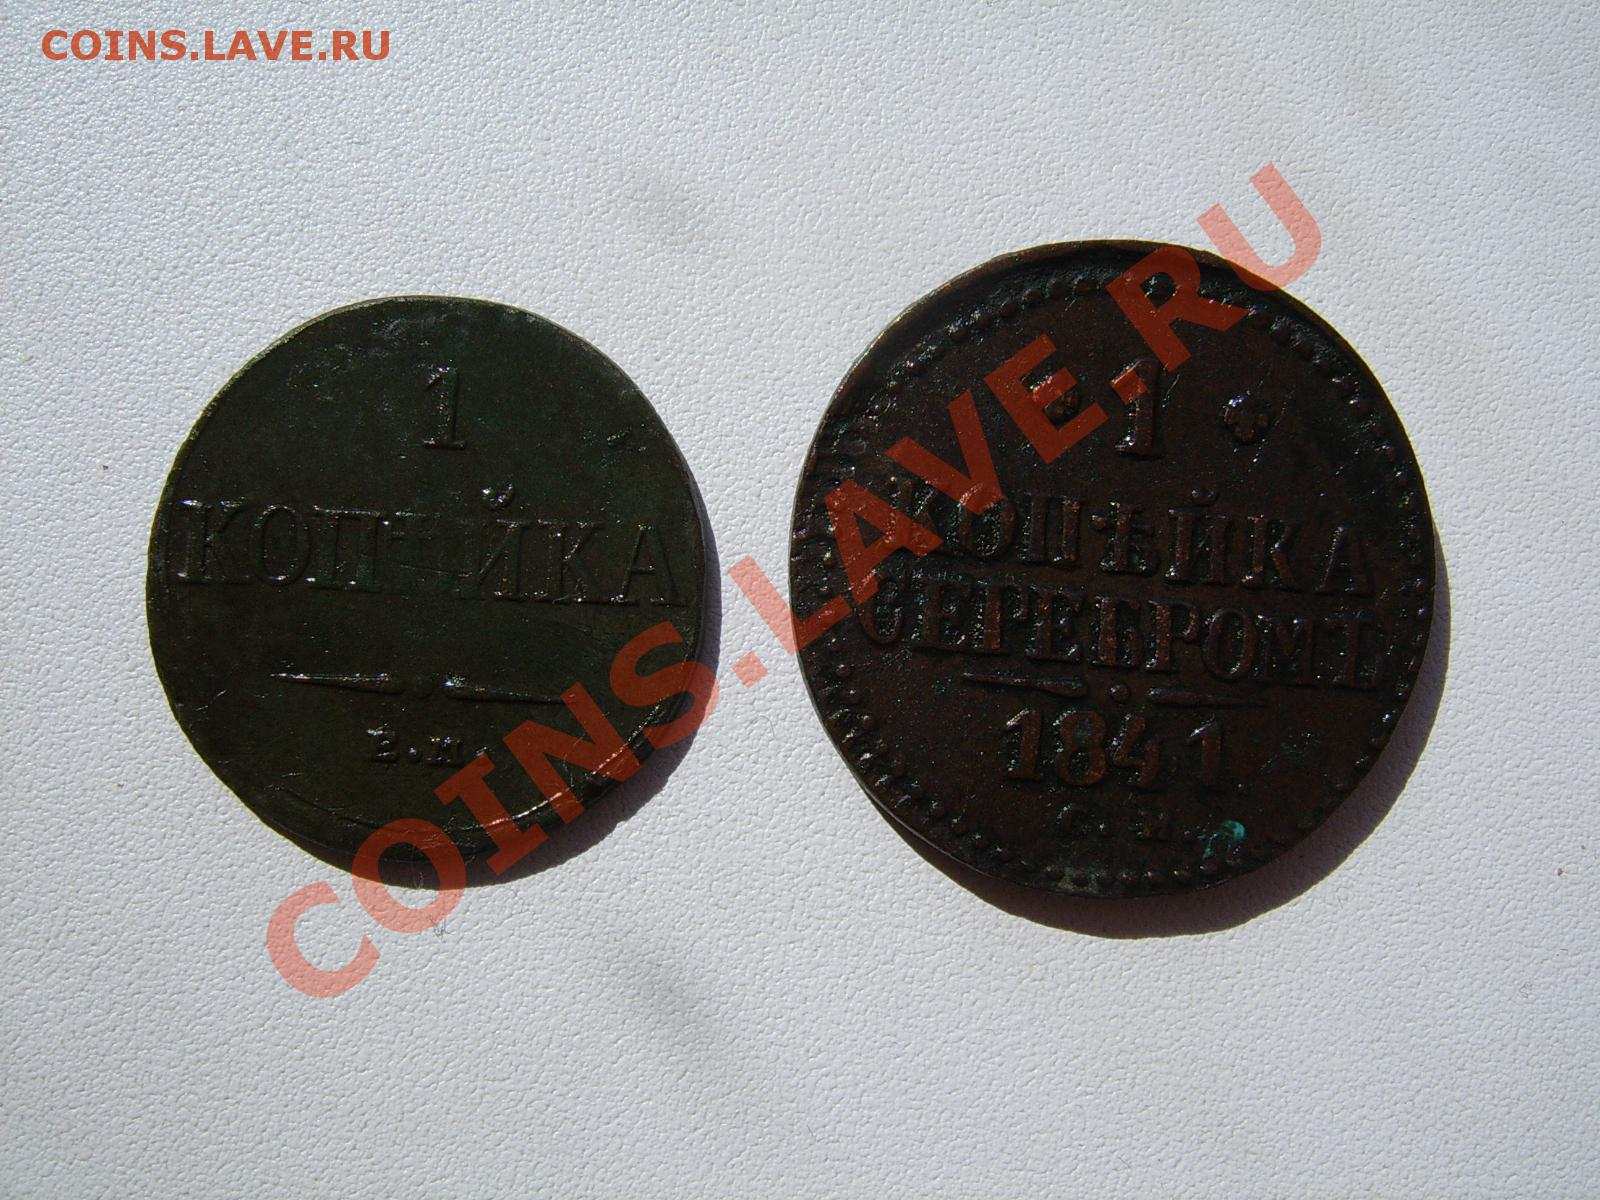 COINS.LAVE.RU
1
КОПѢЙКА
Е.М.
1
КОПѢЙКА
СЕРЕБРОМЪ
1841.
С.М.
COINS.LAVE.RU